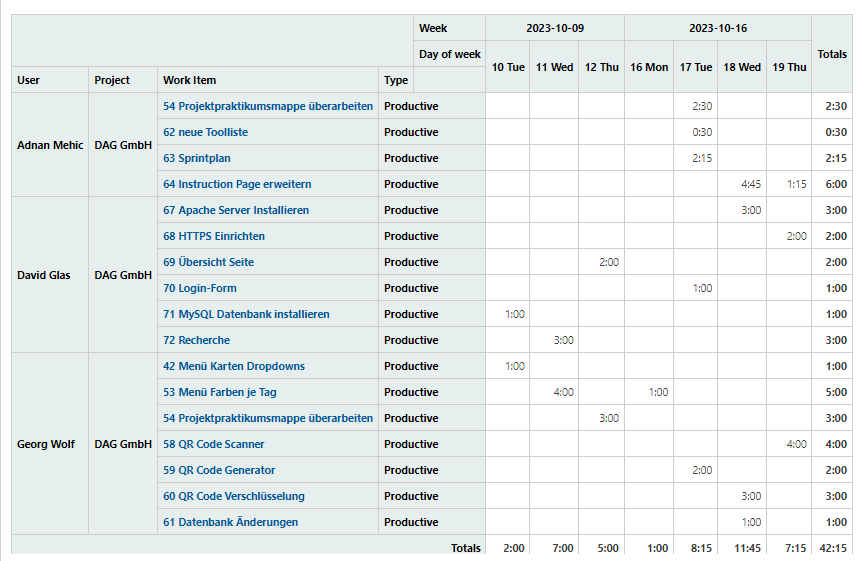 Week 2023-10-09 2023-10-16
Day of week 10 Tue 11 Wed 12 Thu 16 Mon 17 Tue 18 Wed 19 Thu Totals
User Project Work Item Type
Adnan Mehic DAG GmbH 54 Projektpraktikumsmappe überarbeiten Productive 2:30 2:30
62 neue Toolliste Productive 0:30 0:30
63 Sprintplan Productive 2:15 2:15
64 Instruction Page erweitern Productive 4:45 1:15 6:00
David Glas DAG GmbH 67 Apache Server Installieren Productive 3:00 3:00
68 HTTPS Einrichten Productive 2:00 2:00
69 Übersicht Seite Productive 2:00 2:00
70 Login-Form Productive 1:00 1:00
71 MySQL Datenbank installieren Productive 1:00 1:00
72 Recherche Productive 3:00 3:00
Georg Wolf DAG GmbH 42 Menü Karten Dropdowns Productive 1:00 1:00
53 Menü Farben je Tag Productive 4:00 1:00 5:00
54 Projektpraktikumsmappe überarbeiten Productive 3:00 3:00
58 QR Code Scanner Productive 4:00 4:00
59 QR Code Generator Productive 2:00 2:00
60 QR Code Verschlüsselung Productive 3:00 3:00
61 Datenbank Änderungen Productive 1:00 1:00
Totals 2:00 7:00 5:00 1:00 8:15 11:45 7:15 42:15